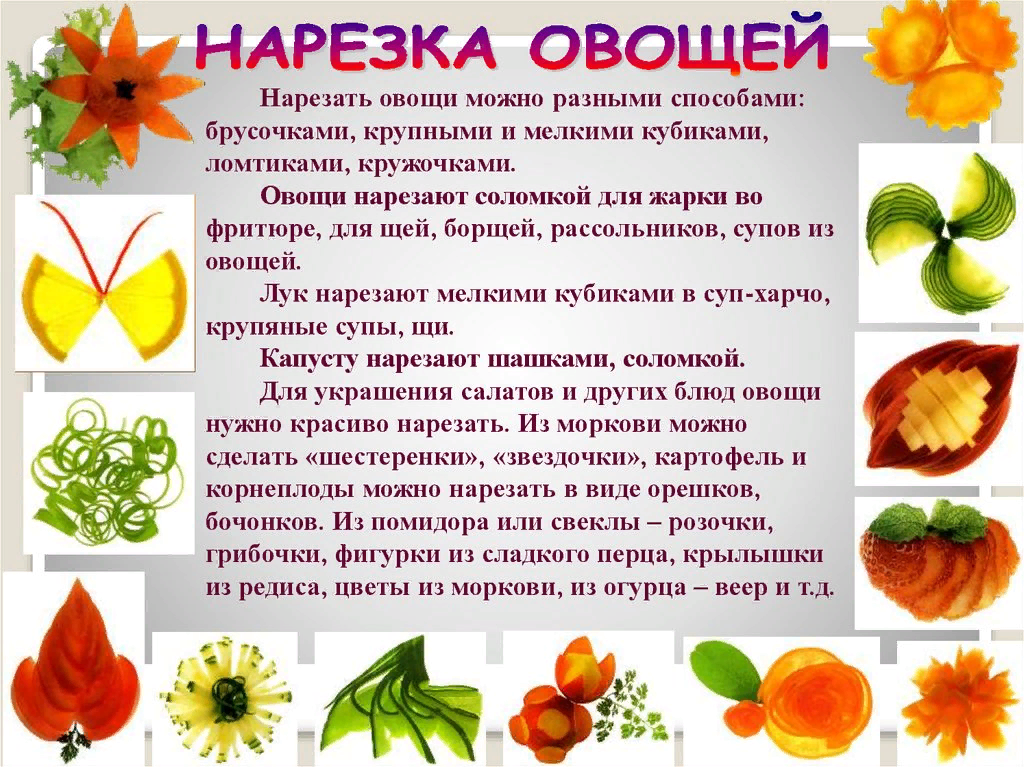 НАРЕЗКА ОВОЩЕЙ
Нарезать овощи можно разными способами:
брусочками, крупными и мелкими кубиками,
ломтиками, кружочками.
Овощи нарезают соломкой для жарки во
фритюре, для щей, борщей, рассольников, супов из
овощей.
Лук нарезают мелкими кубиками в суп-харчо,
крупяные супы, щи.
Капусту нарезают шашками, соломкой.
Для украшения салатов и других блюд овощи
нужно красиво нарезать. Из моркови можно
сделать «шестеренки», «звездочки», картофель и
корнеплоды можно нарезать в виде орешков,
бочонков. Из помидора или свеклы – розочки,
грибочки, фигурки из сладкого перца, крылышки
из редиса, цветы из моркови, из огурца – веер и т.д.